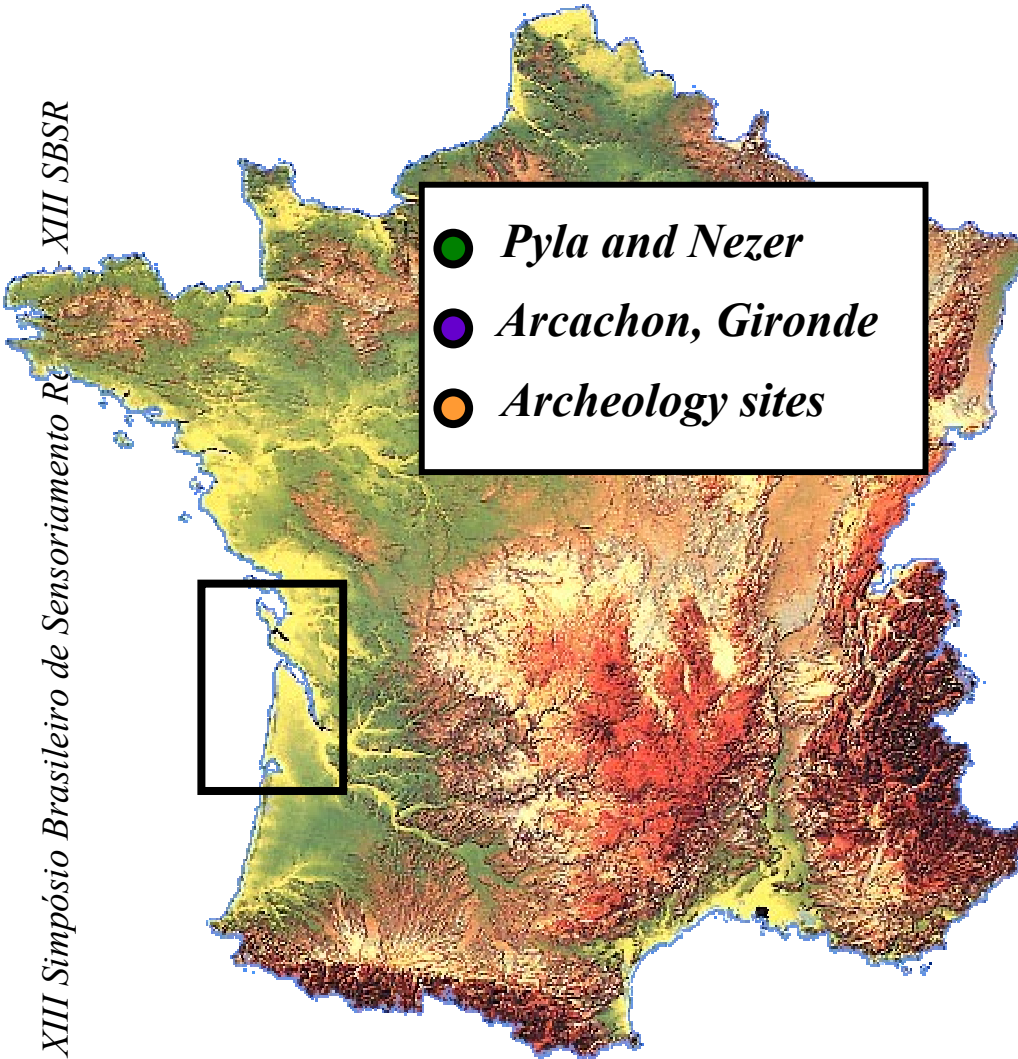 Pyla and Nezer
Arcachon, Gironde
Archeology sites
XIII Simpósio Brasileiro de Sensoriamento XIII SBSR